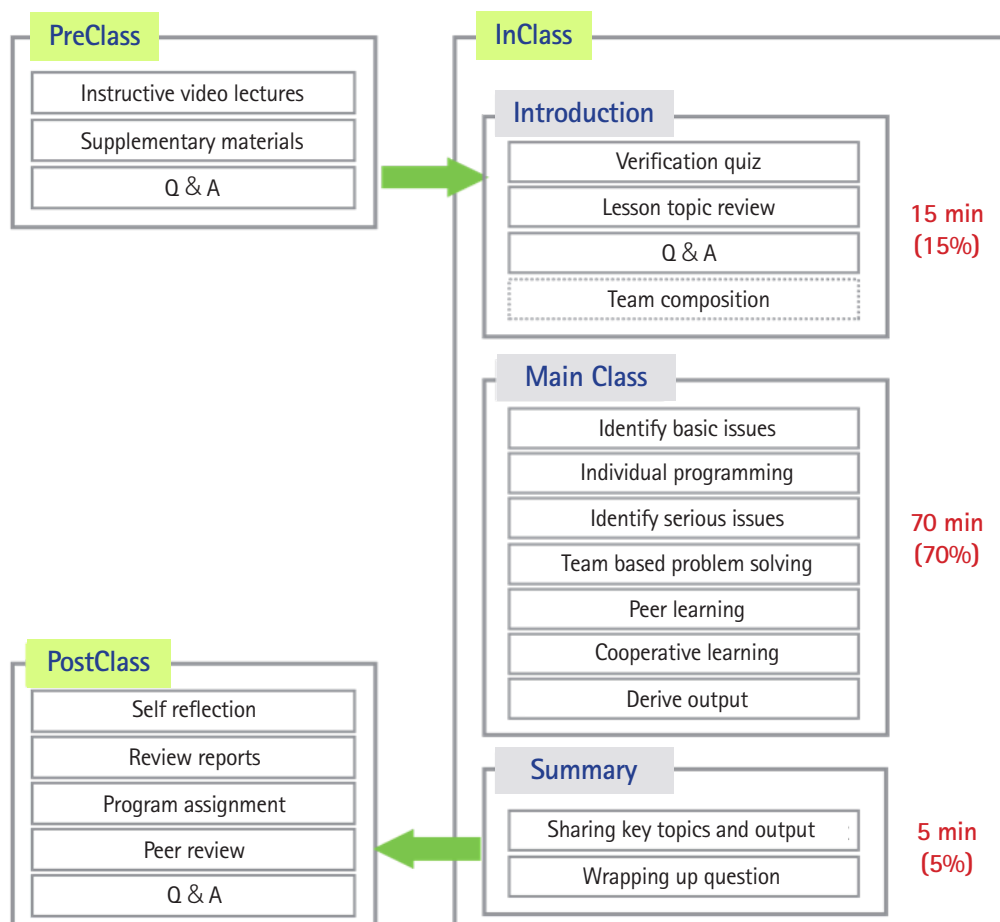 PreClass
Instructive video lectures
Supplementary materials
Q & A
InClass
Introduction
Verification quiz
Lesson topic review
Q & A
Team composition
15 min
(15%)
Main Class
Identify basic issues
Individual programming
Identify serious issues
Team based problem solving
Peer learning
Cooperative learning
Derive output
70 min
(70%)
Summary
Sharing key topics and output
Wrapping up question
5 min
(5%)
PostClass
Self reflection
Review reports
Program assignment
Peer review
Q & A